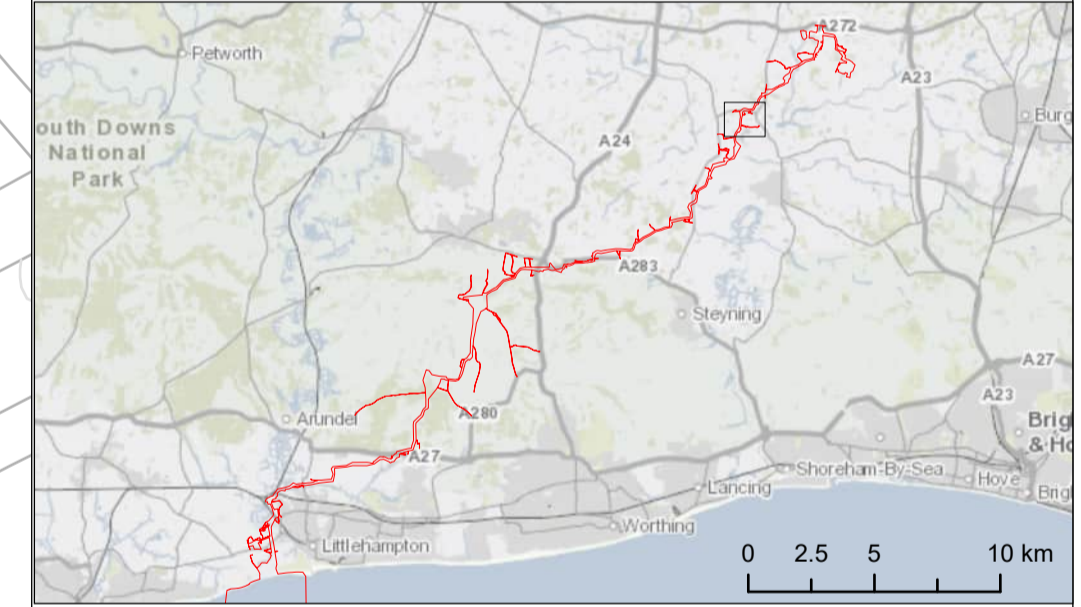 A272
Petworth
A23
Burg
outh Downs
National
Park
A24
A283
Steyning
A27
A23
Arundel
A280
Brig
& Ho
A27
Shoreham-By-Sea
Hove
Lancing
Brig
Worthing
Littlehampton
0 2.5 5 10 km